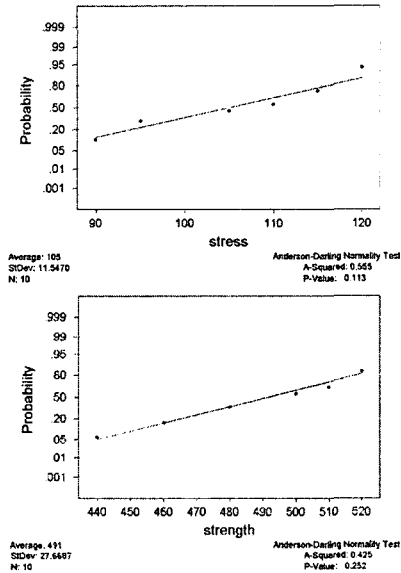 .999
.99
.95
.80
.50
.20
.05
.01
.001
Probability
90 100 110 120
stress
Average: 105
StDev: 11.5470
N: 10
Anderson-Darling Normality Test
A-Squared: 0.555
P-Value: 0.113
.999
.99
.95
.80
.50
.20
.05
.01
.001
Probability
440 450 460 470 480 490 500 510 520
strength
Average: 491
StDev: 27.6687
N: 10
Anderson-Darling Normality Test
A-Squared: 0.425
P-Value: 0.252